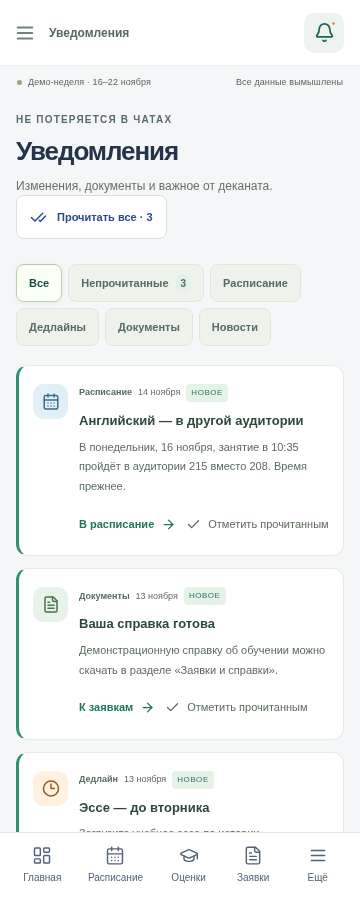 Уведомления
Демо-неделя · 16–22 ноября
Все данные вымышлены
НЕ ПОТЕРЯЕТСЯ В ЧАТАХ
Уведомления
Изменения, документы и важное от деканата.
Прочитать все · 3
Все
Непрочитанные 3
Расписание
Дедлайны
Документы
Новости
Расписание 14 ноября НОВОЕ
Английский — в другой аудитории
В понедельник, 16 ноября, занятие в 10:35
пройдёт в аудитории 215 вместо 208. Время
прежнее.
В расписание
Отметить прочитанным
Документы 13 ноября НОВОЕ
Ваша справка готова
Демонстрационную справку об обучении можно
скачать в разделе «Заявки и справки».
К заявкам
Отметить прочитанным
Дедлайн 13 ноября НОВОЕ
Эссе — до вторника
Главная
Расписание
Оценки
Заявки
Ещё